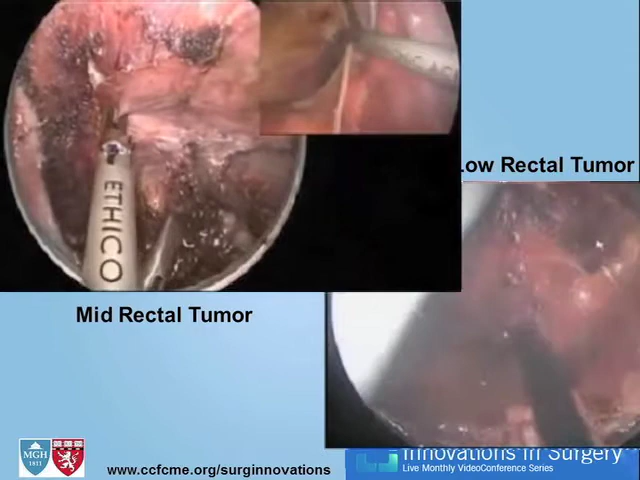 ETHICO
Low Rectal Tumor
Mid Rectal Tumor
MGH
1811
www.ccfcme.org/surginnovations
Innovations in Surgery
Live Monthly VideoConference Series